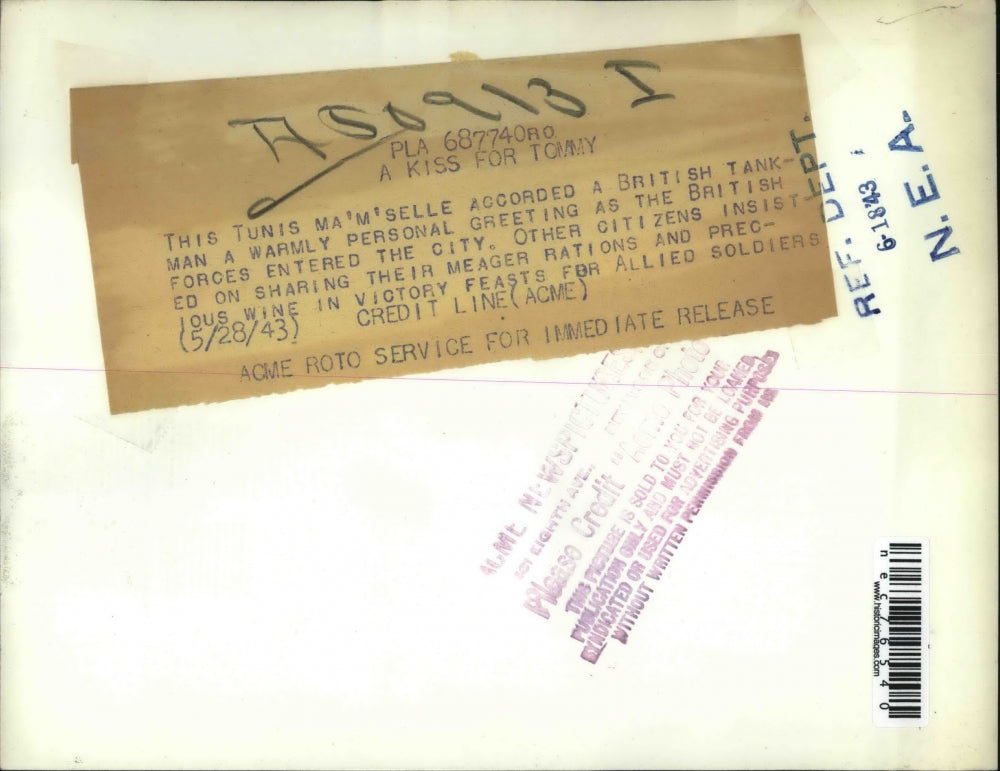 PLA 687740RO
A KISS FOR TOMMY
THIS TUNIS MA'M'SELLE ACCORDED A BRITISH TANK-
MAN A WARMLY PERSONAL GREETING AS THE BRITISH
FORCES ENTERED THE CITY. OTHER CITIZENS INSIST-
ED ON SHARING THEIR MEAGER RATIONS AND PREC-
IOUS WINE IN VICTORY FEASTS FOR ALLIED SOLDIERS
(5/28/43) CREDIT LINE (ACME)
ACME ROTO SERVICE FOR IMMEDIATE RELEASE
REF. DEPT.
N. E. A.
ACME NEWSPICTURES
EIGHTH AVE.,
Please Credit "ACME Photo
THIS PICTURE IS SOLD TO YOU FOR YOUR
PUBLICATION ONLY AND MUST NOT BE LOANED,
SYNDICATED OR USED FOR ADVERTISING PURPOSES
WITHOUT WRITTEN PERMISSION FROM US
nec76540
www.historicimages.com